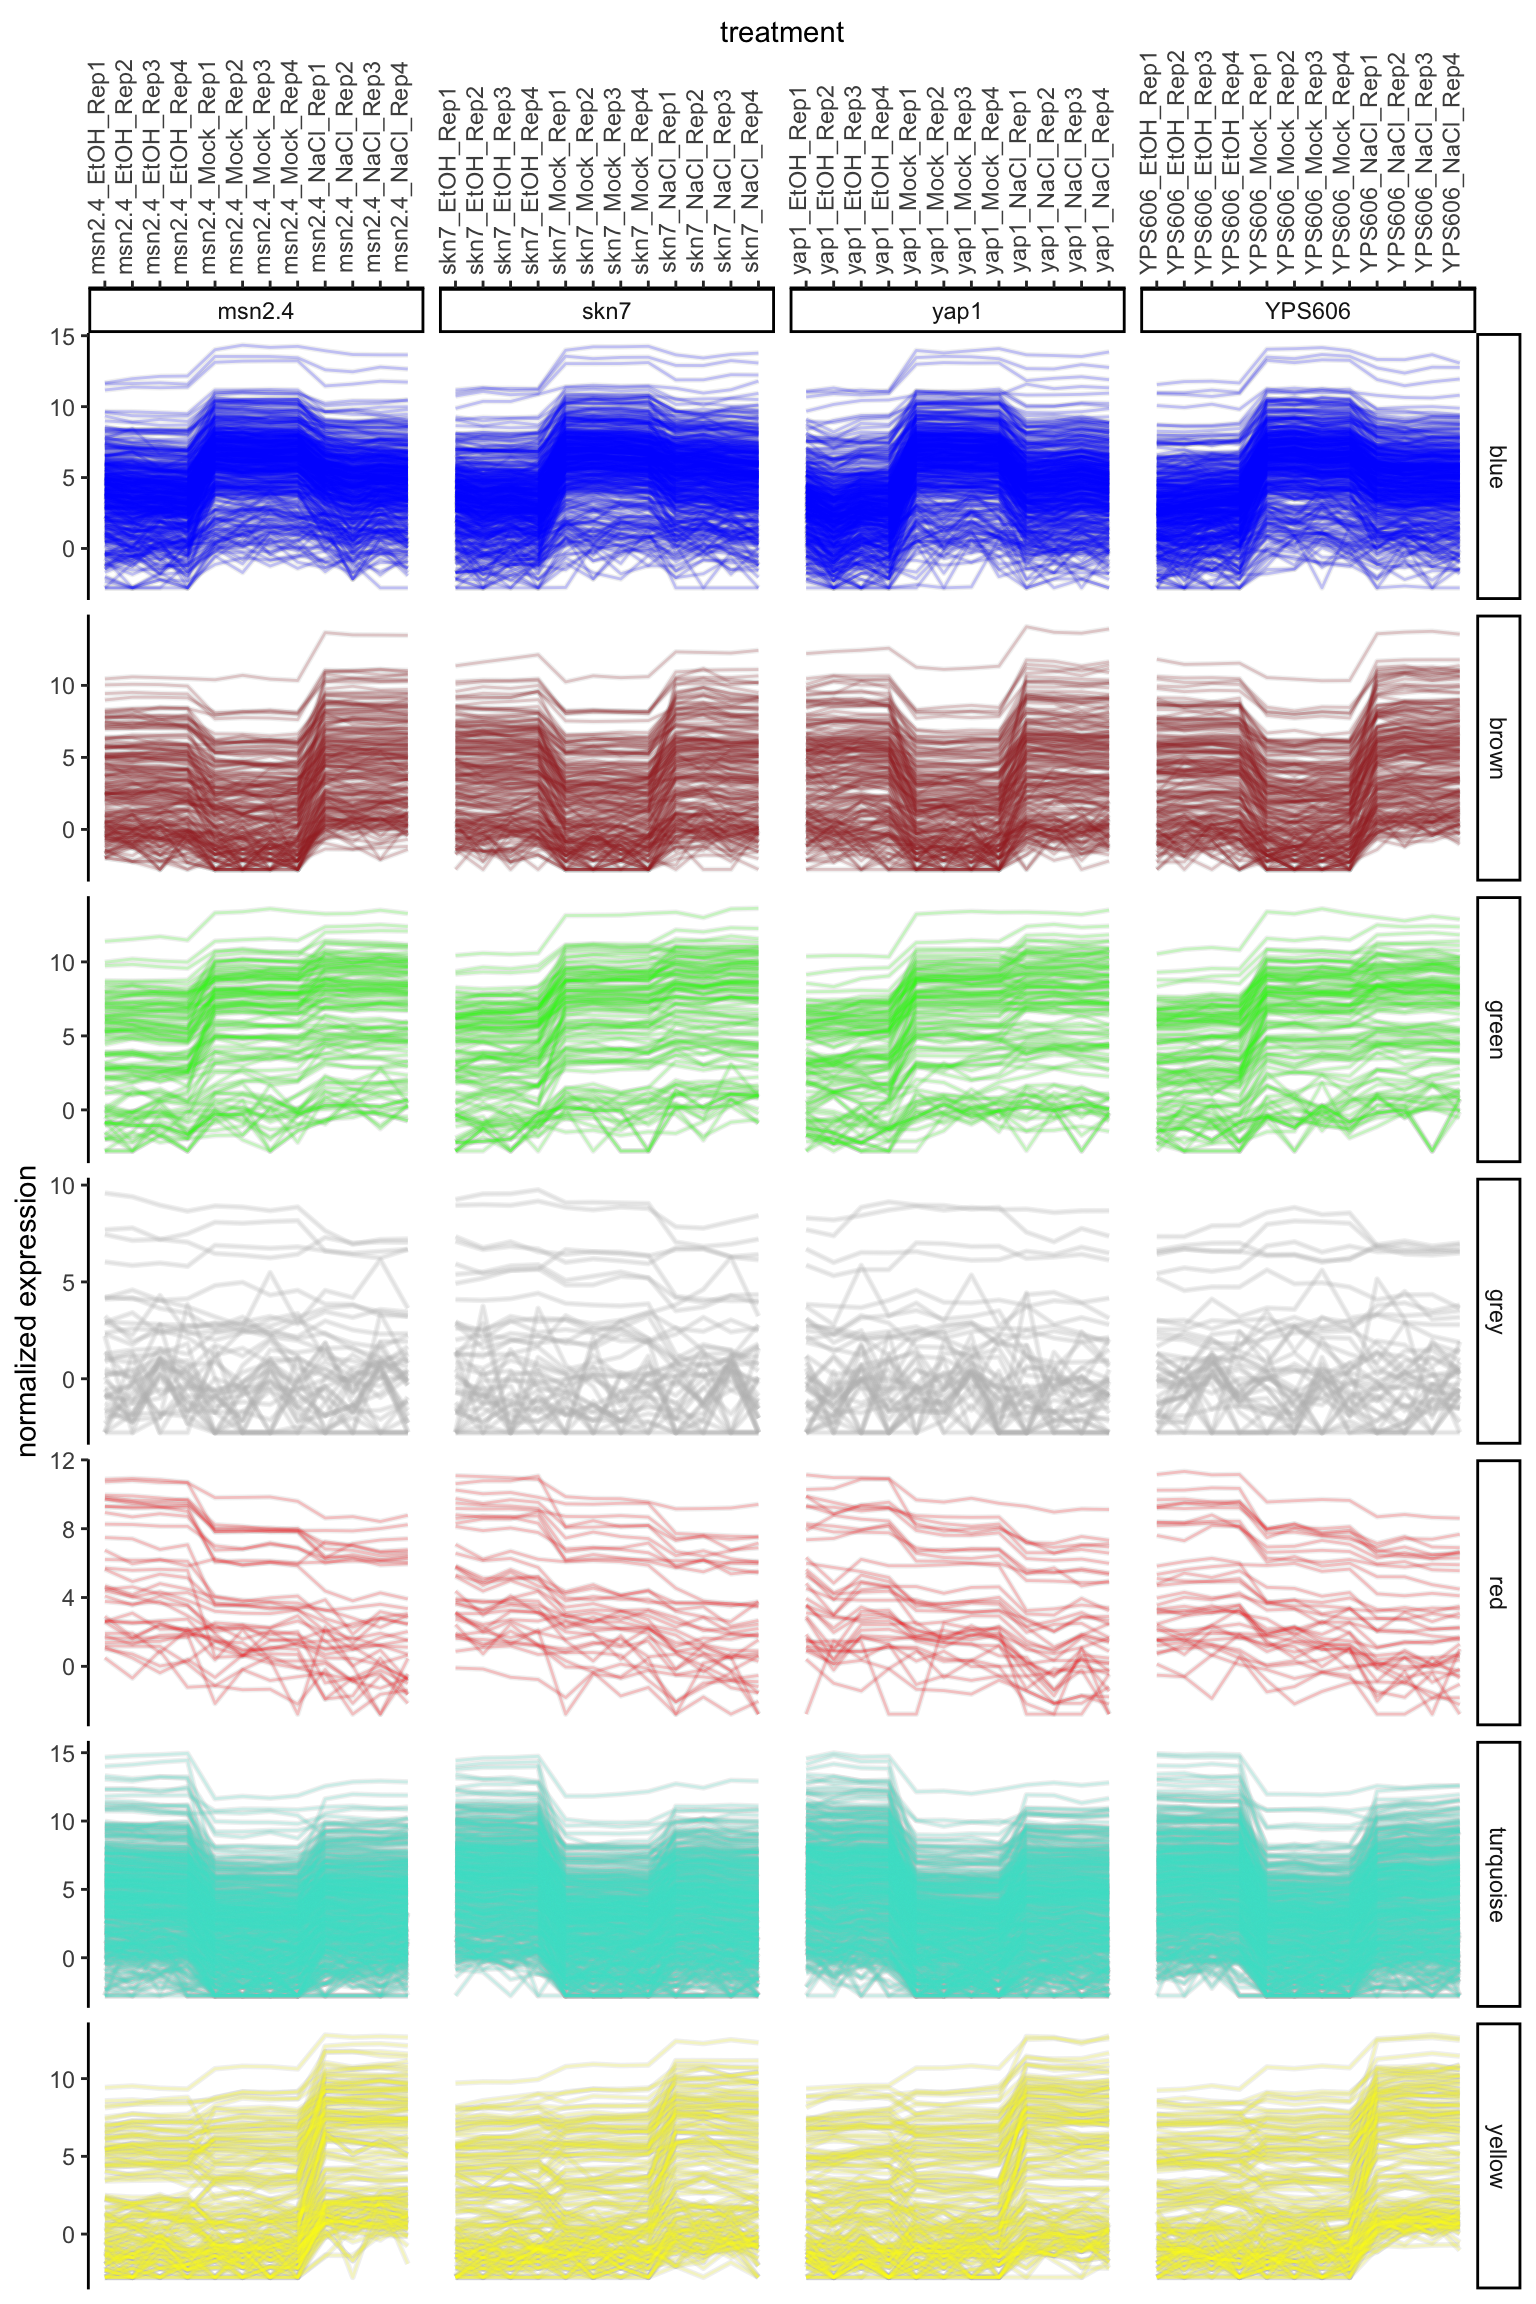 treatment
msn2.4_EtOH_Rep1
msn2.4_EtOH_Rep2
msn2.4_EtOH_Rep3
msn2.4_EtOH_Rep4
msn2.4_Mock_Rep1
msn2.4_Mock_Rep2
msn2.4_Mock_Rep3
msn2.4_Mock_Rep4
msn2.4_NaCl_Rep1
msn2.4_NaCl_Rep2
msn2.4_NaCl_Rep3
msn2.4_NaCl_Rep4
skn7_EtOH_Rep1
skn7_EtOH_Rep2
skn7_EtOH_Rep3
skn7_EtOH_Rep4
skn7_Mock_Rep1
skn7_Mock_Rep2
skn7_Mock_Rep3
skn7_Mock_Rep4
skn7_NaCl_Rep1
skn7_NaCl_Rep2
skn7_NaCl_Rep3
skn7_NaCl_Rep4
yap1_EtOH_Rep1
yap1_EtOH_Rep2
yap1_EtOH_Rep3
yap1_EtOH_Rep4
yap1_Mock_Rep1
yap1_Mock_Rep2
yap1_Mock_Rep3
yap1_Mock_Rep4
yap1_NaCl_Rep1
yap1_NaCl_Rep2
yap1_NaCl_Rep3
yap1_NaCl_Rep4
YPS606_EtOH_Rep1
YPS606_EtOH_Rep2
YPS606_EtOH_Rep3
YPS606_EtOH_Rep4
YPS606_Mock_Rep1
YPS606_Mock_Rep2
YPS606_Mock_Rep3
YPS606_Mock_Rep4
YPS606_NaCl_Rep1
YPS606_NaCl_Rep2
YPS606_NaCl_Rep3
YPS606_NaCl_Rep4
msn2.4
skn7
yap1
YPS606
normalized expression
15
10
5
0
blue
10
5
0
brown
10
5
0
green
10
5
0
grey
12
8
4
0
red
15
10
5
0
turquoise
10
5
0
yellow